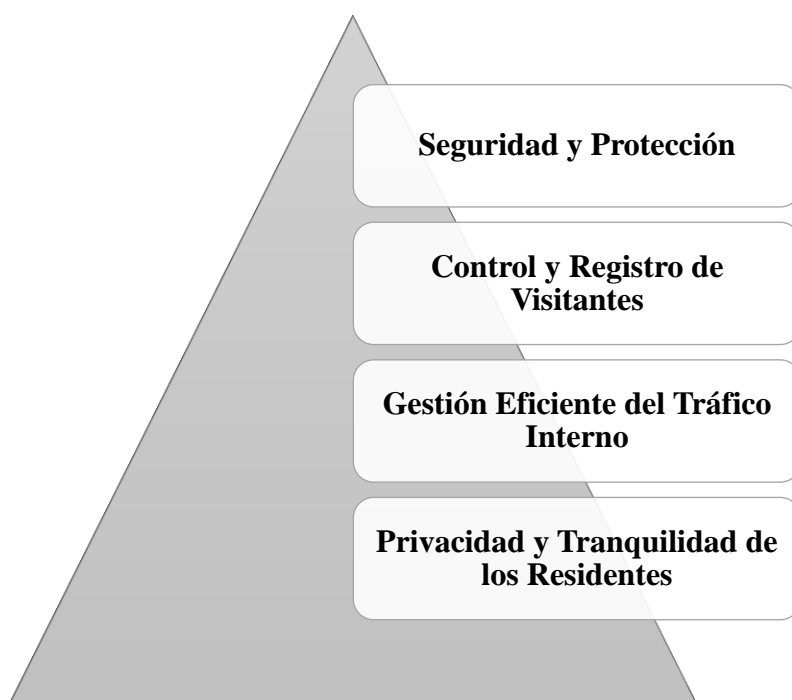 Seguridad y Protección
Control y Registro de
Visitantes
Gestión Eficiente del Tráfico
Interno
Privacidad y Tranquilidad de
los Residentes